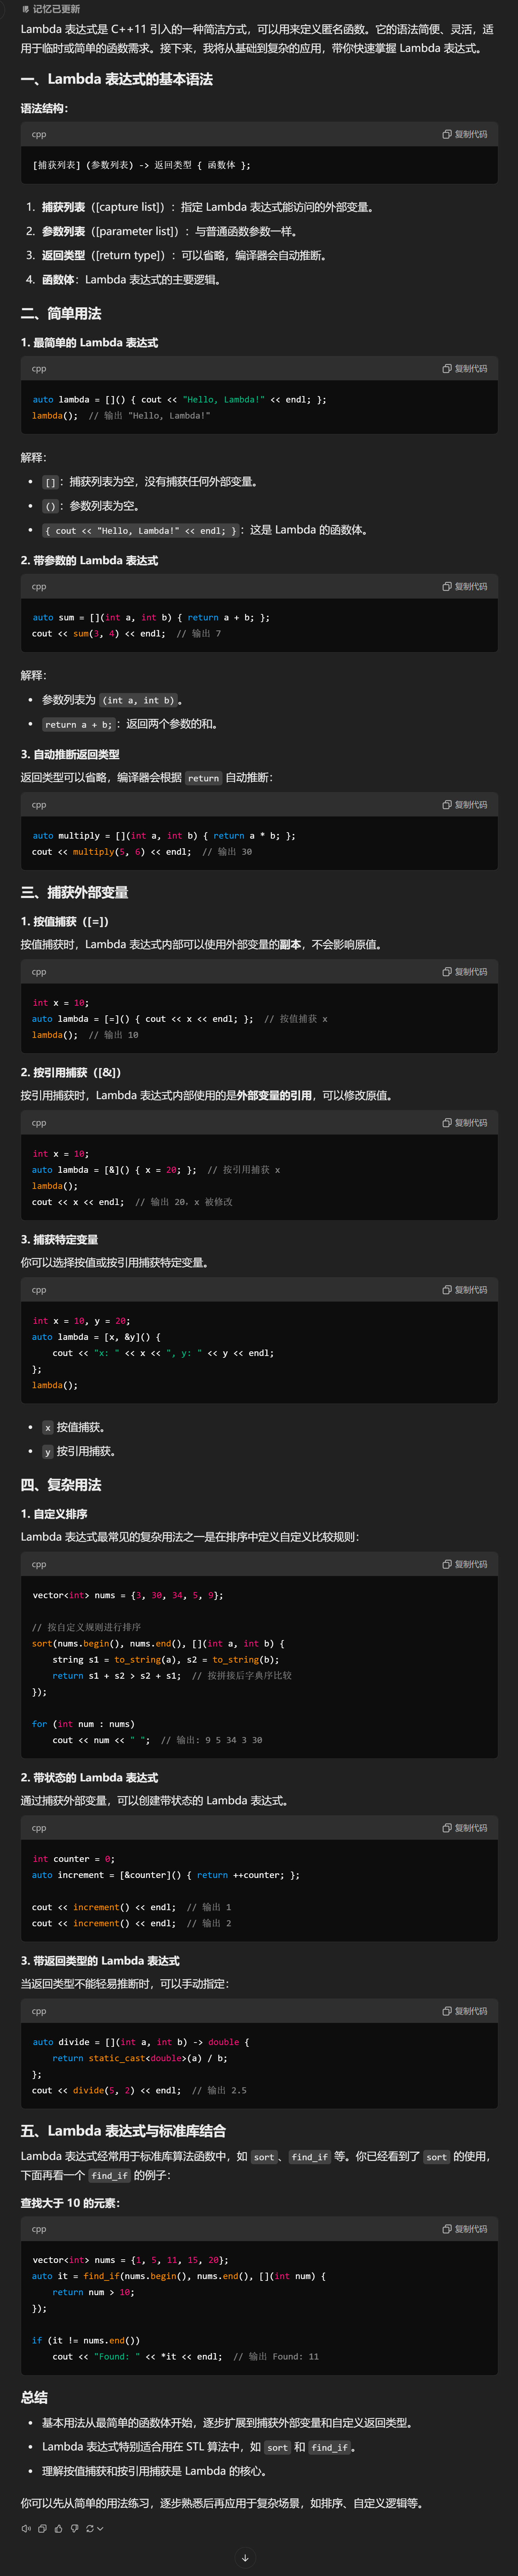 记忆已更新
Lambda 表达式是 C++11 引入的一种简洁方式，可以用来定义匿名函数。它的语法简便、灵活，适
用于临时或简单的函数需求。接下来，我将从基础到复杂的应用，带你快速掌握 Lambda 表达式。
一、Lambda 表达式的基本语法
语法结构：
cpp 复制代码
[捕获列表] (参数列表) -> 返回类型 { 函数体 };
1. 捕获列表（[capture list]）：指定 Lambda 表达式能访问的外部变量。
2. 参数列表（[parameter list]）：与普通函数参数一样。
3. 返回类型（[return type]）：可以省略，编译器会自动推断。
4. 函数体：Lambda 表达式的主要逻辑。
二、简单用法
1. 最简单的 Lambda 表达式
cpp 复制代码
auto lambda = []() { cout << "Hello, Lambda!" << endl; };
lambda();  // 输出 "Hello, Lambda!"
解释：
• []：捕获列表为空，没有捕获任何外部变量。
• ()：参数列表为空。
• { cout << "Hello, Lambda!" << endl; }：这是 Lambda 的函数体。
2. 带参数的 Lambda 表达式
cpp 复制代码
auto sum = [](int a, int b) { return a + b; };
cout << sum(3, 4) << endl;  // 输出 7
解释：
• 参数列表为 (int a, int b)。
• return a + b;：返回两个参数的和。
3. 自动推断返回类型
返回类型可以省略，编译器会根据 return 自动推断：
cpp 复制代码
auto multiply = [](int a, int b) { return a * b; };
cout << multiply(5, 6) << endl;  // 输出 30
三、捕获外部变量
1. 按值捕获（[=]）
按值捕获时，Lambda 表达式内部可以使用外部变量的副本，不会影响原值。
cpp 复制代码
int x = 10;
auto lambda = [=]() { cout << x << endl; };  // 按值捕获 x
lambda();  // 输出 10
2. 按引用捕获（[&]）
按引用捕获时，Lambda 表达式内部使用的是外部变量的引用，可以修改原值。
cpp 复制代码
int x = 10;
auto lambda = [&]() { x = 20; };  // 按引用捕获 x
lambda();
cout << x << endl;  // 输出 20，x 被修改
3. 捕获特定变量
你可以选择按值或按引用捕获特定变量。
cpp 复制代码
int x = 10, y = 20;
auto lambda = [x, &y]() {
    cout << "x: " << x << ", y: " << y << endl;
};
lambda();
• x 按值捕获。
• y 按引用捕获。
四、复杂用法
1. 自定义排序
Lambda 表达式最常见的复杂用法之一是在排序中定义自定义比较规则：
cpp 复制代码
vector<int> nums = {3, 30, 34, 5, 9};
// 按自定义规则进行排序
sort(nums.begin(), nums.end(), [](int a, int b) {
    string s1 = to_string(a), s2 = to_string(b);
    return s1 + s2 > s2 + s1;  // 按拼接后字典序比较
});
for (int num : nums)
    cout << num << " ";  // 输出: 9 5 34 3 30
2. 带状态的 Lambda 表达式
通过捕获外部变量，可以创建带状态的 Lambda 表达式。
cpp 复制代码
int counter = 0;
auto increment = [&counter]() { return ++counter; };
cout << increment() << endl;  // 输出 1
cout << increment() << endl;  // 输出 2
3. 带返回类型的 Lambda 表达式
当返回类型不能轻易推断时，可以手动指定：
cpp 复制代码
auto divide = [](int a, int b) -> double {
    return static_cast<double>(a) / b;
};
cout << divide(5, 2) << endl;  // 输出 2.5
五、Lambda 表达式与标准库结合
Lambda 表达式经常用于标准库算法函数中，如 sort、find_if 等。你已经看到了 sort 的使用，
下面再看一个 find_if 的例子：
查找大于 10 的元素：
cpp 复制代码
vector<int> nums = {1, 5, 11, 15, 20};
auto it = find_if(nums.begin(), nums.end(), [](int num) {
    return num > 10;
});
if (it != nums.end())
    cout << "Found: " << *it << endl;  // 输出 Found: 11
总结
• 基本用法从最简单的函数体开始，逐步扩展到捕获外部变量和自定义返回类型。
• Lambda 表达式特别适合用在 STL 算法中，如 sort 和 find_if。
• 理解按值捕获和按引用捕获是 Lambda 的核心。
你可以先从简单的用法练习，逐步熟悉后再应用于复杂场景，如排序、自定义逻辑等。